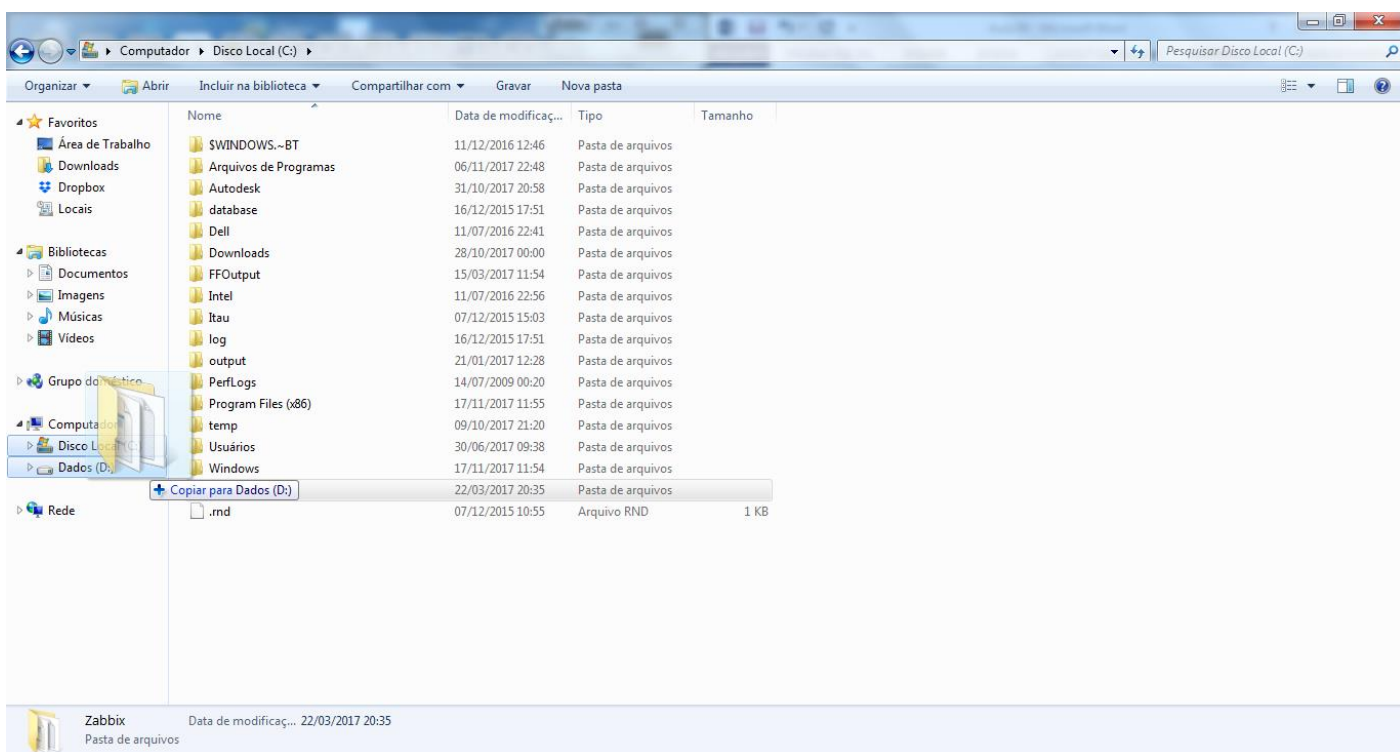 Computador Disco Local (C:)
Pesquisar Disco Local (C:)
Organizar Abrir Incluir na biblioteca Compartilhar com Gravar Nova pasta
Favoritos
Área de Trabalho
Downloads
Dropbox
Locais
Bibliotecas
Documentos
Imagens
Músicas
Vídeos
Grupo doméstico
Computador
Disco Local (C:)
Dados (D:)
Rede
Nome Data de modificaç... Tipo Tamanho
$WINDOWS.~BT 11/12/2016 12:46 Pasta de arquivos
Arquivos de Programas 06/11/2017 22:48 Pasta de arquivos
Autodesk 31/10/2017 20:58 Pasta de arquivos
database 16/12/2015 17:51 Pasta de arquivos
Dell 11/07/2016 22:41 Pasta de arquivos
Downloads 28/10/2017 00:00 Pasta de arquivos
FFOutput 15/03/2017 11:54 Pasta de arquivos
Intel 11/07/2016 22:56 Pasta de arquivos
Itau 07/12/2015 15:03 Pasta de arquivos
log 16/12/2015 17:51 Pasta de arquivos
output 21/01/2017 12:28 Pasta de arquivos
PerfLogs 14/07/2009 00:20 Pasta de arquivos
Program Files (x86) 17/11/2017 11:55 Pasta de arquivos
temp 09/10/2017 21:20 Pasta de arquivos
Usuários 30/06/2017 09:38 Pasta de arquivos
Windows 17/11/2017 11:54 Pasta de arquivos
Copiar para Dados (D:) 22/03/2017 20:35 Pasta de arquivos
.rnd 07/12/2015 10:55 Arquivo RND 1 KB
Zabbix Data de modificaç... 22/03/2017 20:35
Pasta de arquivos